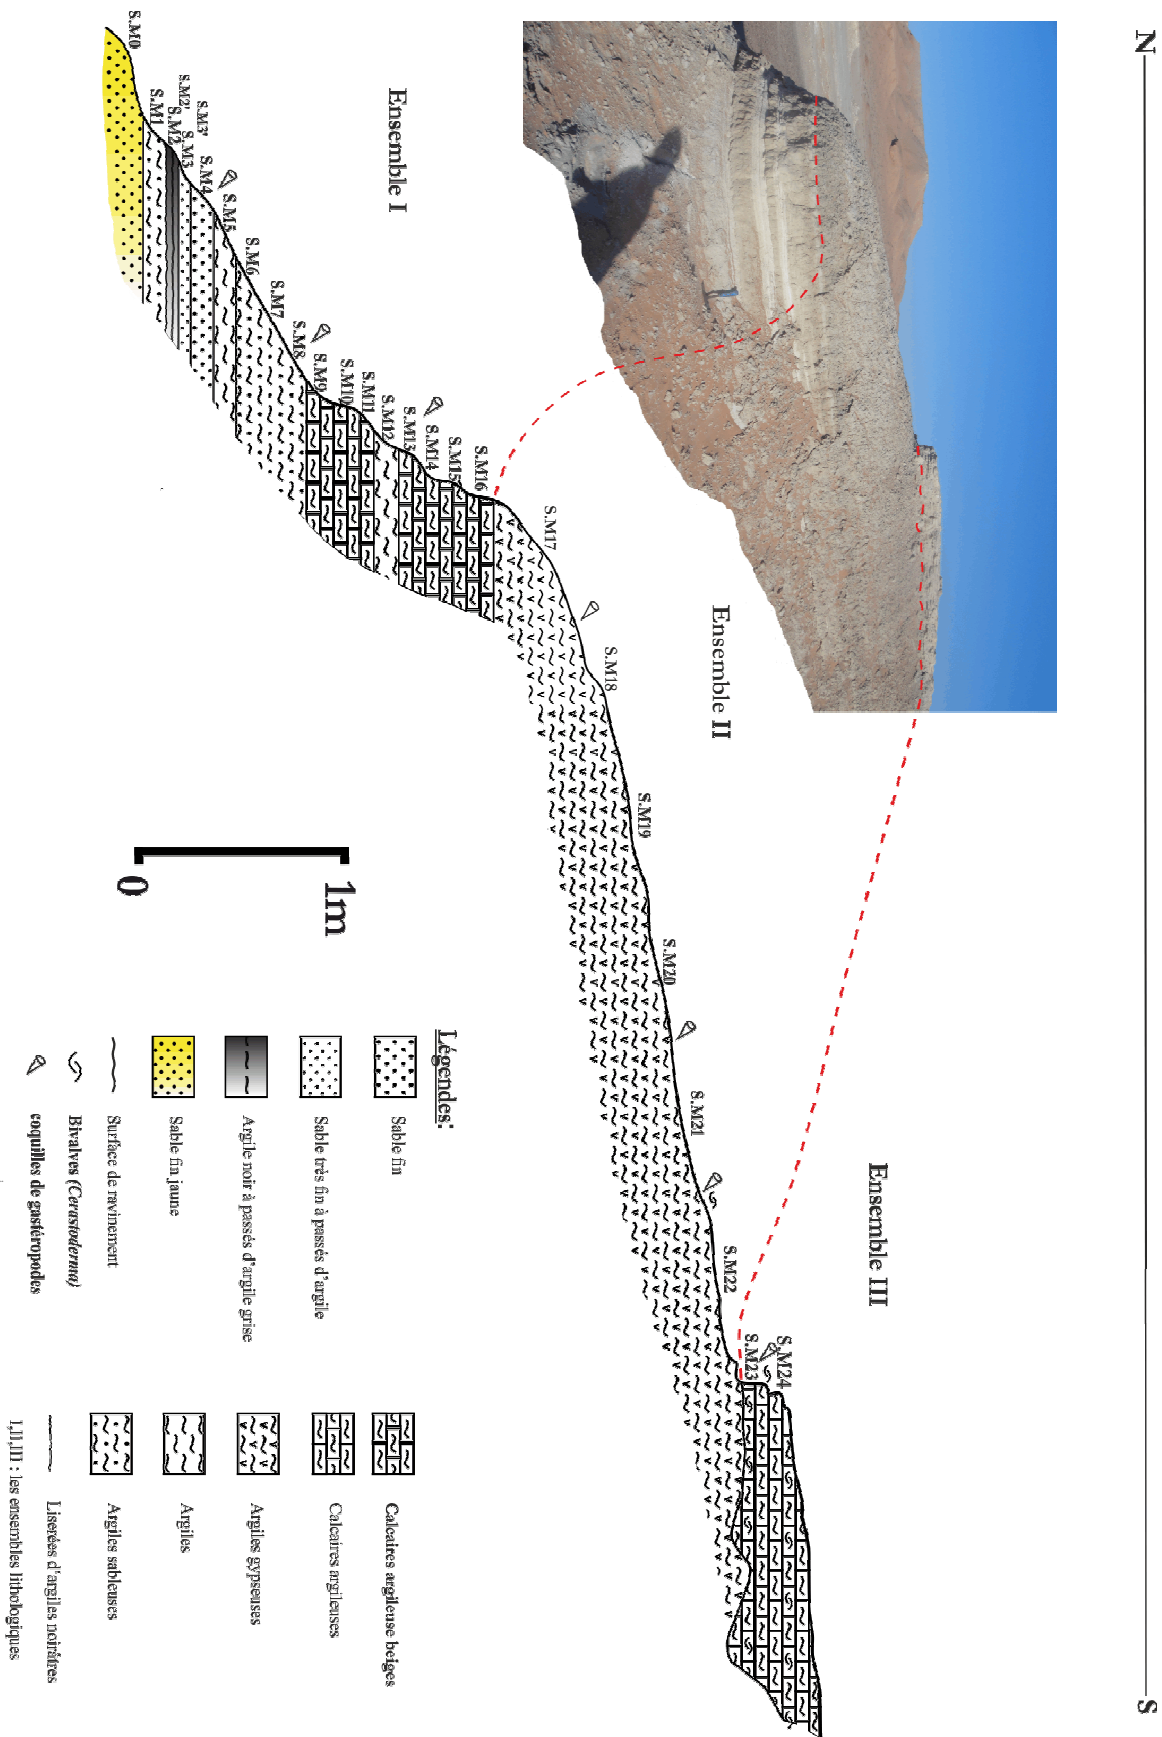 N
S
Ensemble I
Ensemble II
Ensemble III
S.M0
S.M1
S.M2
S.M2'
S.M3
S.M3'
S.M4
S.M5
S.M6
S.M7
S.M8
S.M9
S.M10
S.M11
S.M12
S.M13
S.M14
S.M15
S.M16
S.M17
S.M18
S.M19
S.M20
S.M21
S.M22
S.M23
S.M24
1m
0
Légendes:
Sable fin
Sable très fin à passés d'argile
Argile noir à passés d'argile grise
Sable fin jaune
Surface de ravinement
Bivalves (Cerastoderma)
coquilles de gastéropodes
Calcaires argileuse beiges
Calcaires argileuses
Argiles gypseuses
Argiles
Argiles sableuses
Liserées d'argiles noirâtres
I,II,III : les ensembles lithologiques